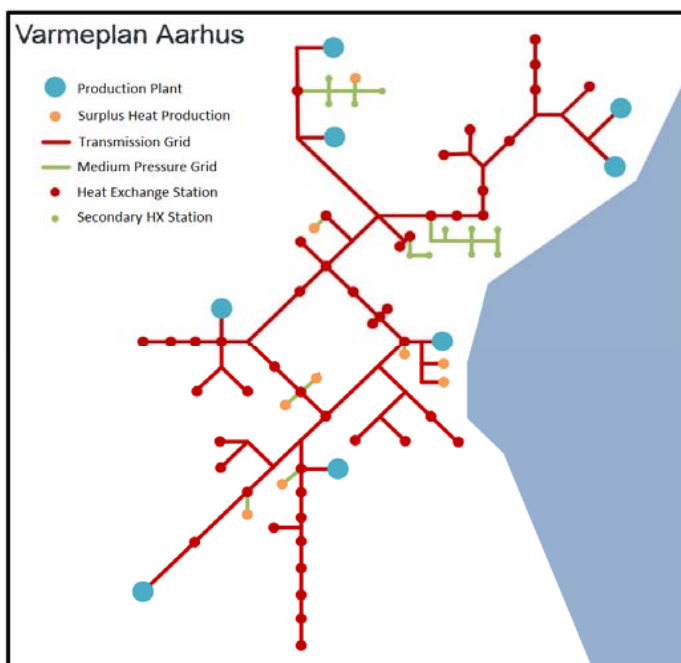 Varmeplan Aarhus
Production Plant
Surplus Heat Production
Transmission Grid
Medium Pressure Grid
Heat Exchange Station
Secondary HX Station